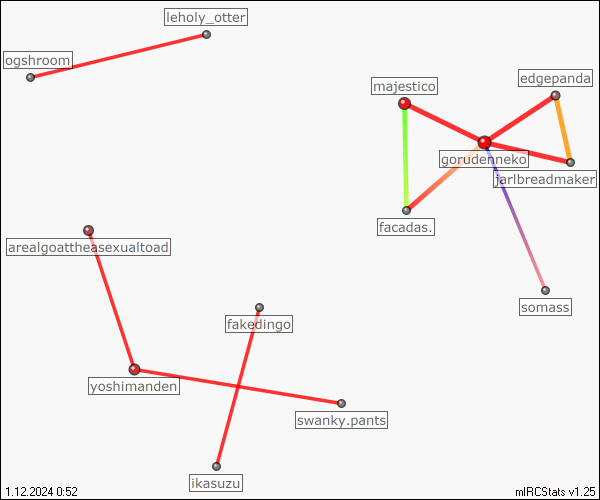 leholy_otter
ogshroom
edgepanda
majestico
gorudenneko
jarlbreadmaker
facadas.
arealgoattheasexualtoad
somass
fakedingo
yoshimanden
swanky.pants
ikasuzu
1.12.2024 0:52
mIRCStats v1.25